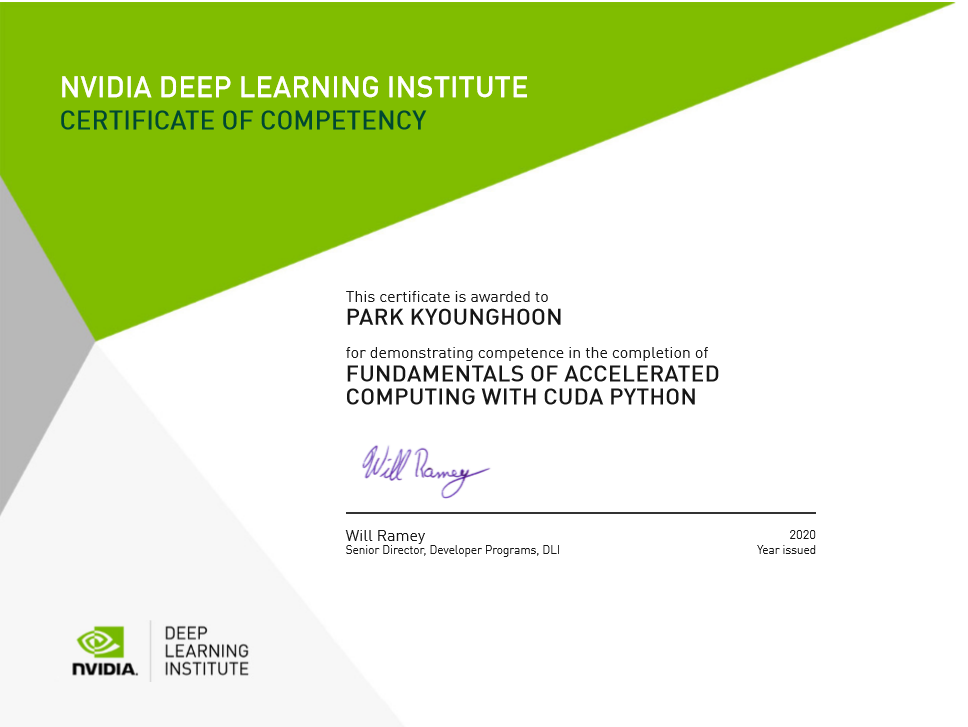 NVIDIA DEEP LEARNING INSTITUTE
CERTIFICATE OF COMPETENCY
This certificate is awarded to
PARK KYOUNGHOON
for demonstrating competence in the completion of
FUNDAMENTALS OF ACCELERATED
COMPUTING WITH CUDA PYTHON
Will Ramey
Will Ramey
Senior Director, Developer Programs, DLI
2020
Year issued
NVIDIA.
DEEP
LEARNING
INSTITUTE